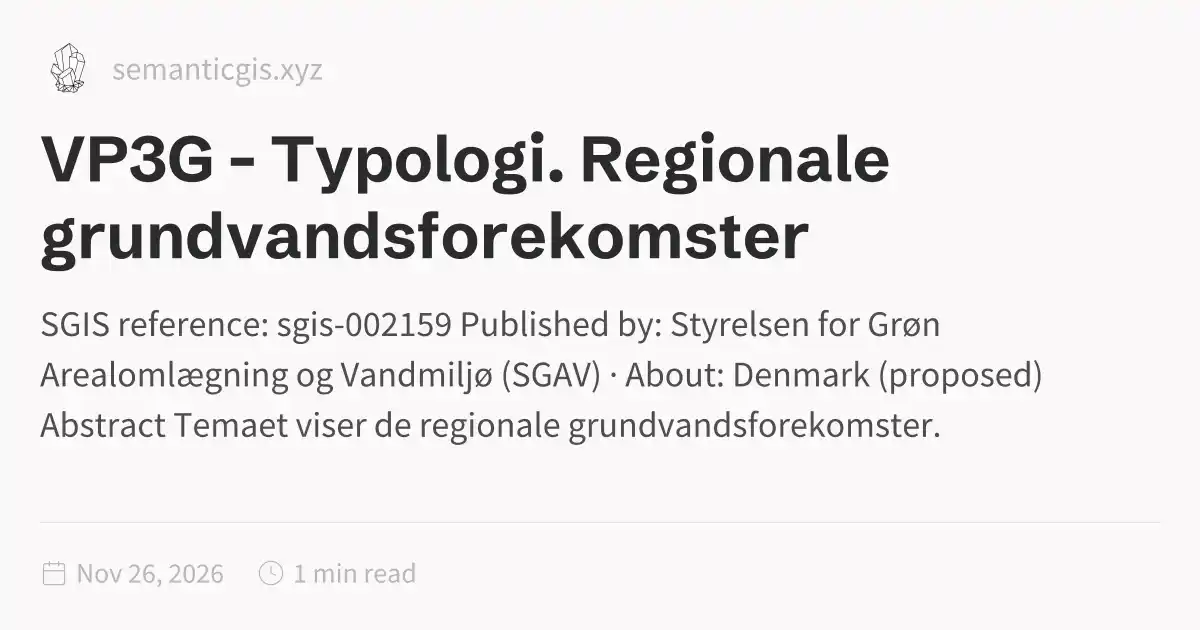 semanticgis.xyz
VP3G - Typologi. Regionale
grundvandsforekomster
SGIS reference: sgis-002159 Published by: Styrelsen for Grøn
Arealomlægning og Vandmiljø (SGAV) · About: Denmark (proposed)
Abstract Temaet viser de regionale grundvandsforekomster.
Nov 26, 2026 1 min read